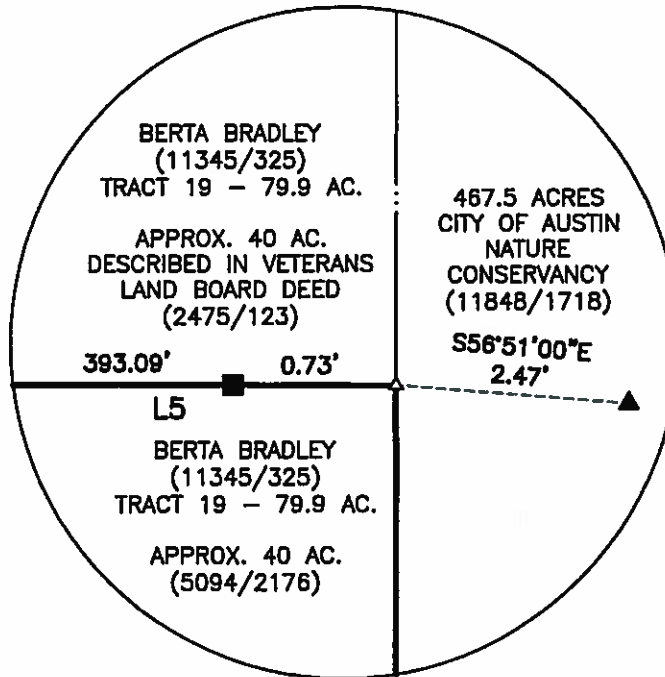 BERTA BRADLEY
(11345/325)
TRACT 19 - 79.9 AC.
APPROX. 40 AC.
DESCRIBED IN VETERANS
LAND BOARD DEED
(2475/123)
467.5 ACRES
CITY OF AUSTIN
NATURE
CONSERVANCY
(11848/1718)
S56°51'00"E
2.47'
393.09'
0.73'
L5
BERTA BRADLEY
(11345/325)
TRACT 19 - 79.9 AC.
APPROX. 40 AC.
(5094/2176)